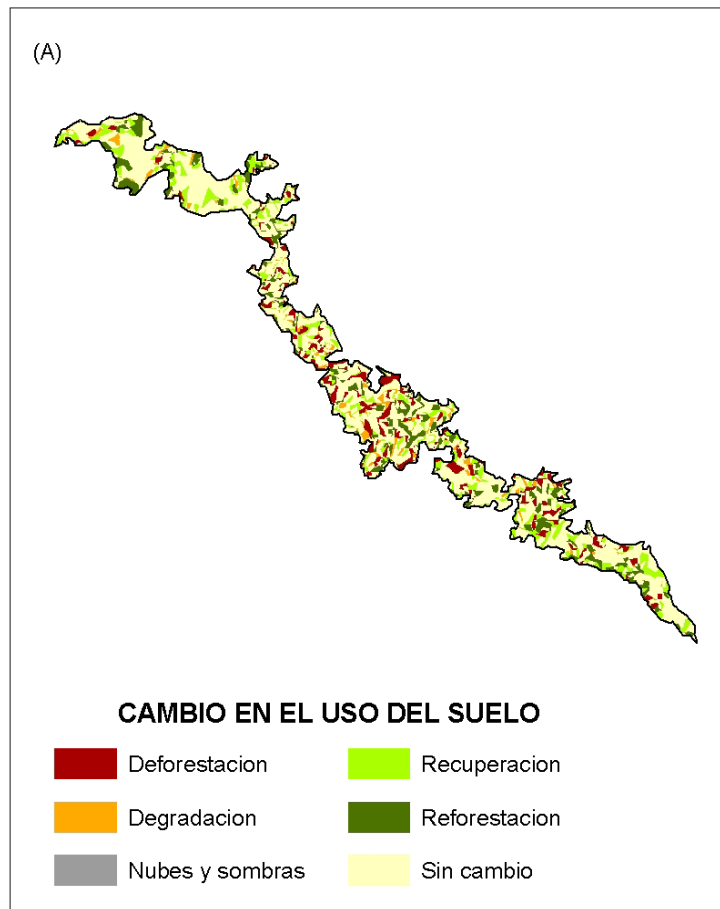 (A)
CAMBIO EN EL USO DEL SUELO
Deforestacion
Recuperacion
Degradacion
Reforestacion
Nubes y sombras
Sin cambio